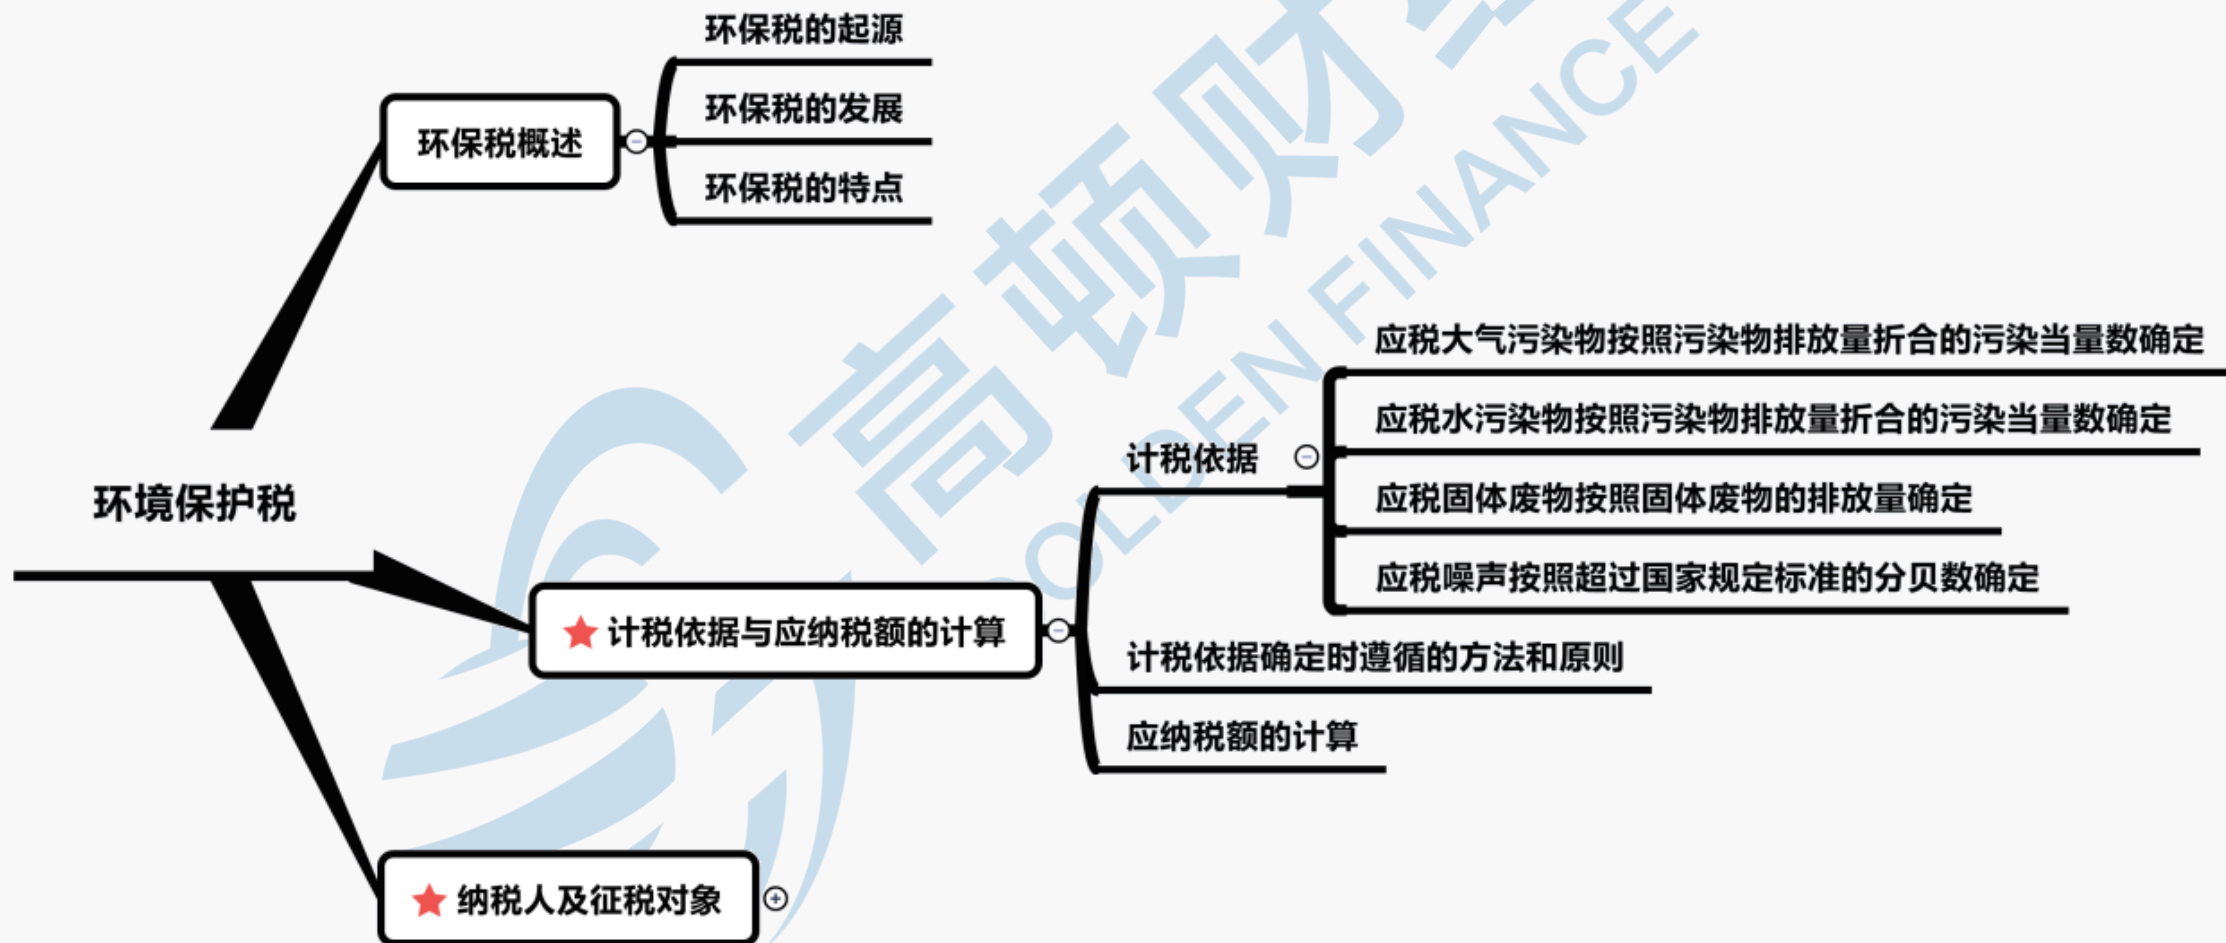 环境保护税
环保税概述
环保税的起源
环保税的发展
环保税的特点
计税依据与应纳税额的计算
计税依据
应税大气污染物按照污染物排放量折合的污染当量数确定
应税水污染物按照污染物排放量折合的污染当量数确定
应税固体废物按照固体废物的排放量确定
应税噪声按照超过国家规定标准的分贝数确定
计税依据确定时遵循的方法和原则
应纳税额的计算
纳税人及征税对象
高顿财
OLDEN FINANCE